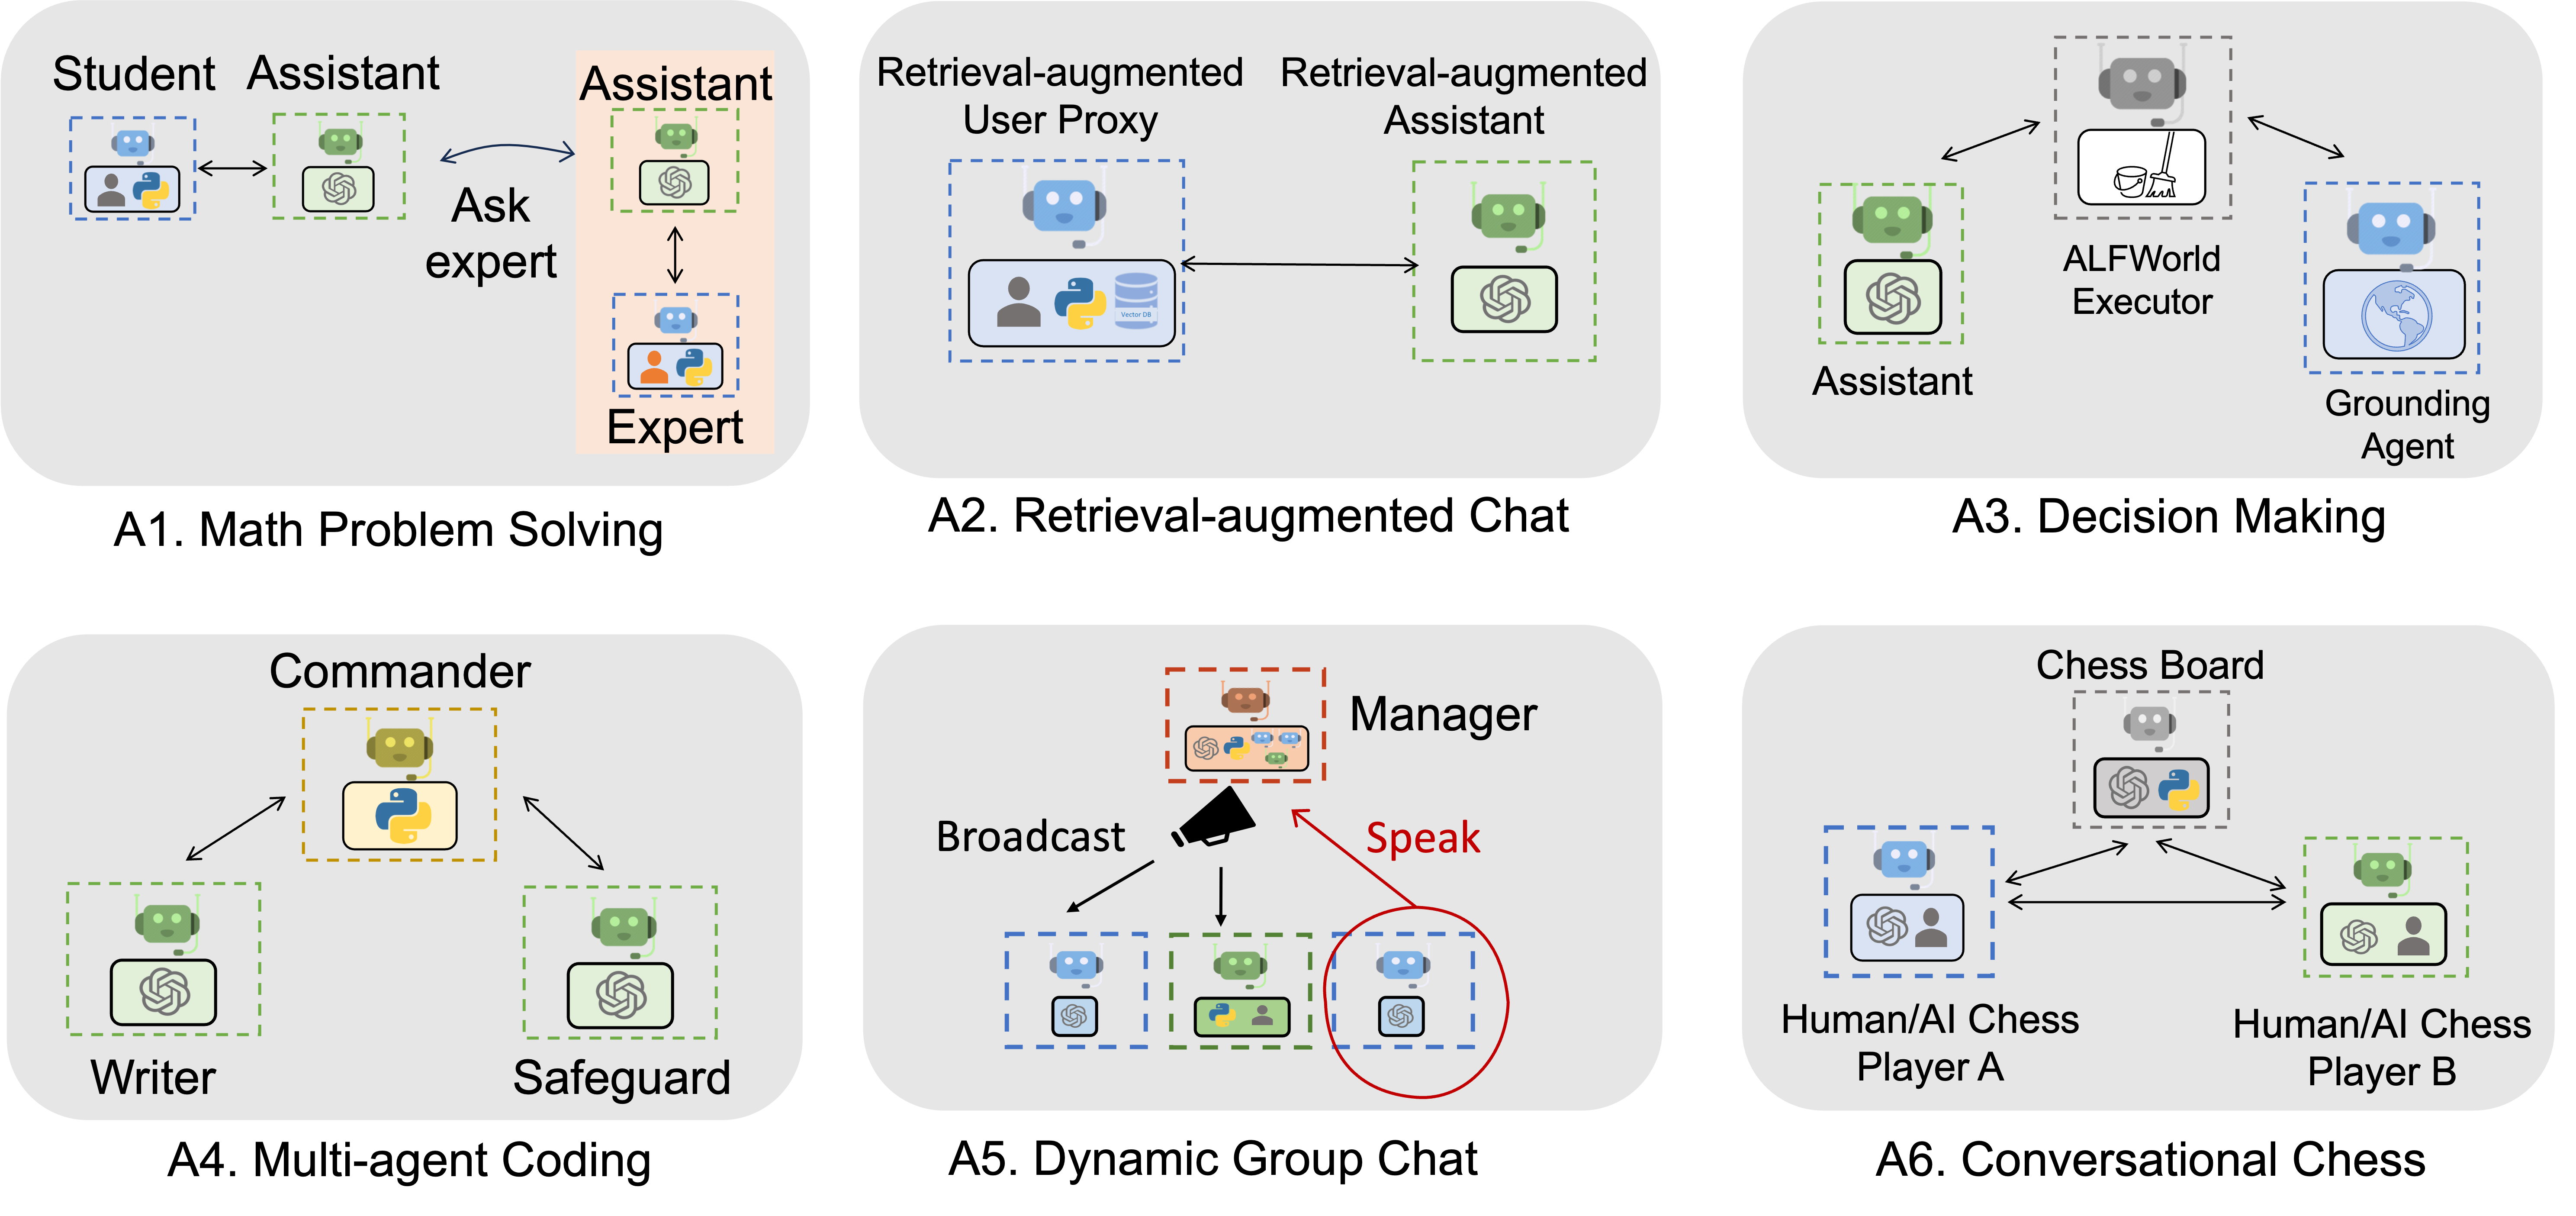 Student
Assistant
Assistant
Ask
expert
Expert
A1. Math Problem Solving
Retrieval-augmented
User Proxy
Retrieval-augmented
Assistant
Vector DB
A2. Retrieval-augmented Chat
ALFWorld
Executor
Assistant
Grounding
Agent
A3. Decision Making
Commander
Writer
Safeguard
A4. Multi-agent Coding
Manager
Broadcast
Speak
A5. Dynamic Group Chat
Chess Board
Human/AI Chess
Player A
Human/AI Chess
Player B
A6. Conversational Chess